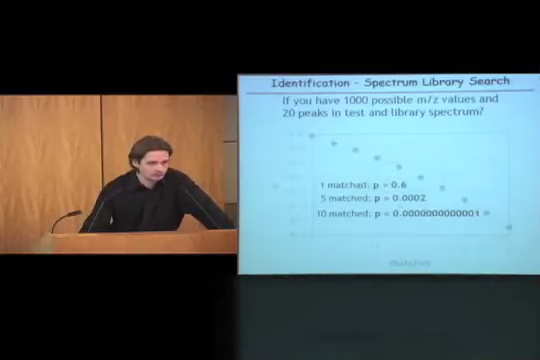 Identification - Spectrum Library Search
If you have 1000 possible m/z values and
20 peaks in test and library spectrum?
1 matched: p = 0.6
5 matched: p = 0.0002
10 matched: p = 0.0000000000001